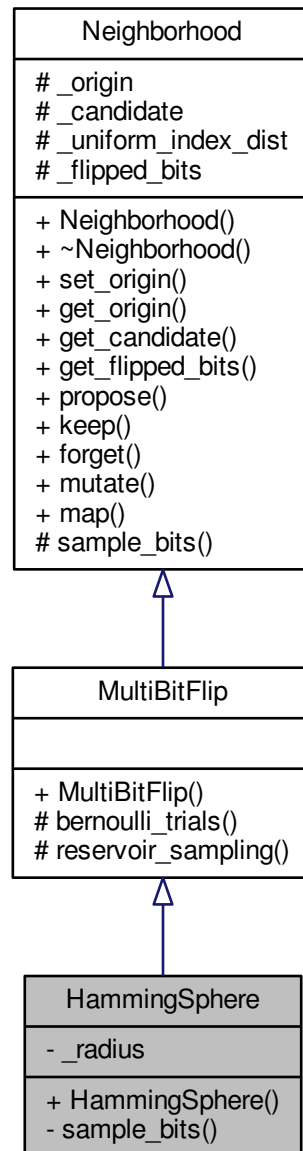 Neighborhood
# _origin
# _candidate
# _uniform_index_dist
# _flipped_bits
+ Neighborhood()
+ ~Neighborhood()
+ set_origin()
+ get_origin()
+ get_candidate()
+ get_flipped_bits()
+ propose()
+ keep()
+ forget()
+ mutate()
+ map()
# sample_bits()
MultiBitFlip
+ MultiBitFlip()
# bernoulli_trials()
# reservoir_sampling()
HammingSphere
- _radius
+ HammingSphere()
- sample_bits()